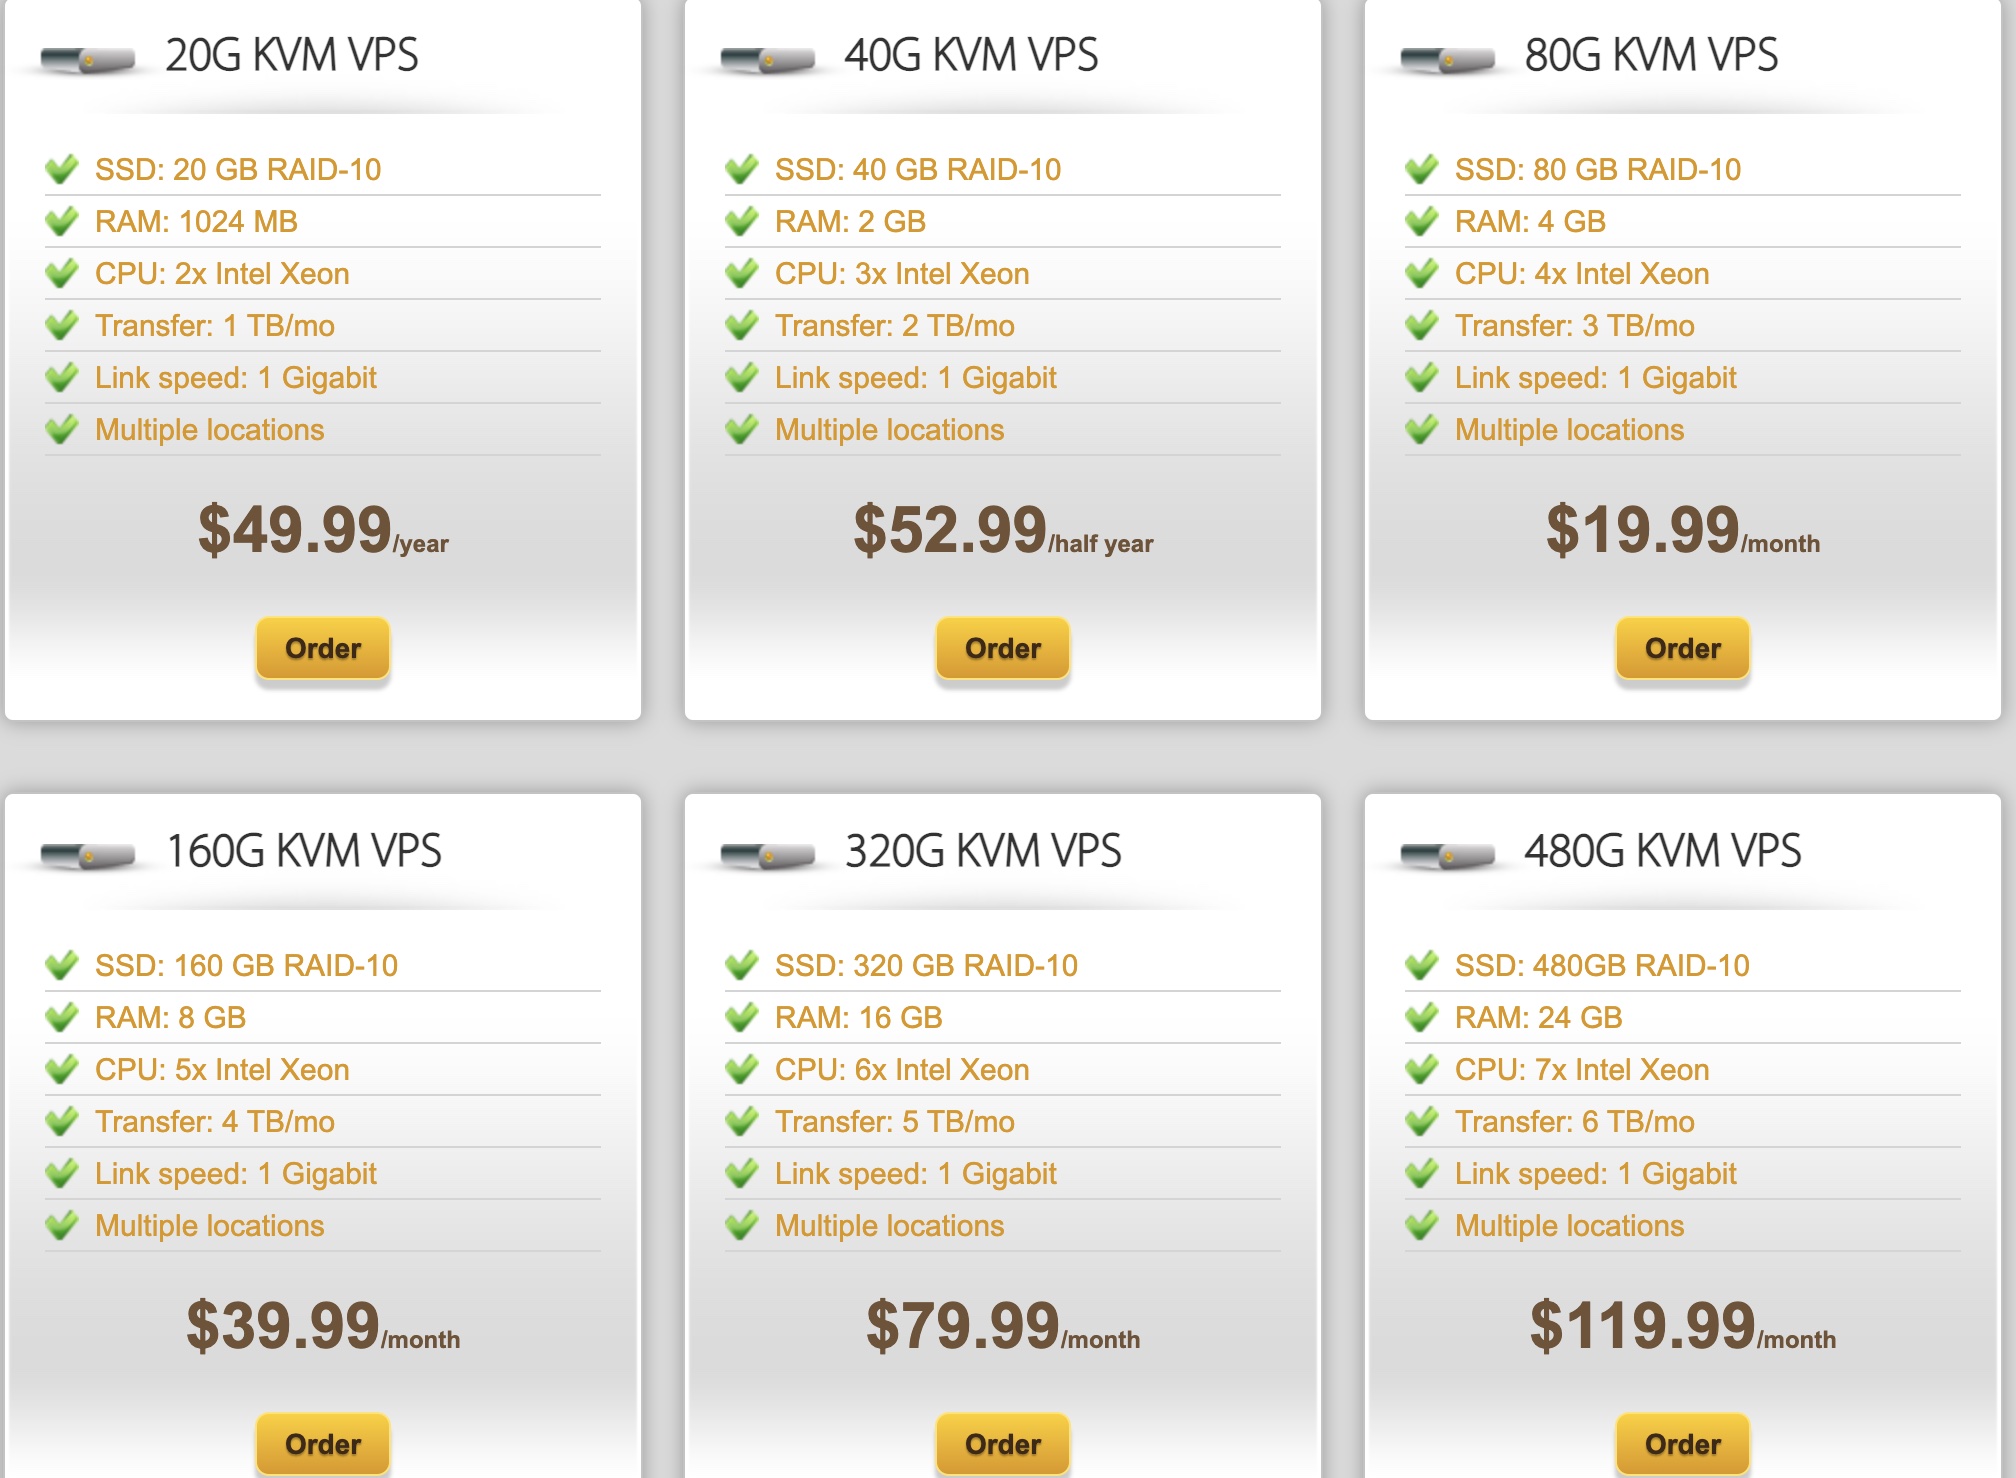 20G KVM VPS
SSD: 20 GB RAID-10
RAM: 1024 MB
CPU: 2x Intel Xeon
Transfer: 1 TB/mo
Link speed: 1 Gigabit
Multiple locations
$49.99/year
Order
40G KVM VPS
SSD: 40 GB RAID-10
RAM: 2 GB
CPU: 3x Intel Xeon
Transfer: 2 TB/mo
Link speed: 1 Gigabit
Multiple locations
$52.99/half year
Order
80G KVM VPS
SSD: 80 GB RAID-10
RAM: 4 GB
CPU: 4x Intel Xeon
Transfer: 3 TB/mo
Link speed: 1 Gigabit
Multiple locations
$19.99/month
Order
160G KVM VPS
SSD: 160 GB RAID-10
RAM: 8 GB
CPU: 5x Intel Xeon
Transfer: 4 TB/mo
Link speed: 1 Gigabit
Multiple locations
$39.99/month
Order
320G KVM VPS
SSD: 320 GB RAID-10
RAM: 16 GB
CPU: 6x Intel Xeon
Transfer: 5 TB/mo
Link speed: 1 Gigabit
Multiple locations
$79.99/month
Order
480G KVM VPS
SSD: 480GB RAID-10
RAM: 24 GB
CPU: 7x Intel Xeon
Transfer: 6 TB/mo
Link speed: 1 Gigabit
Multiple locations
$119.99/month
Order